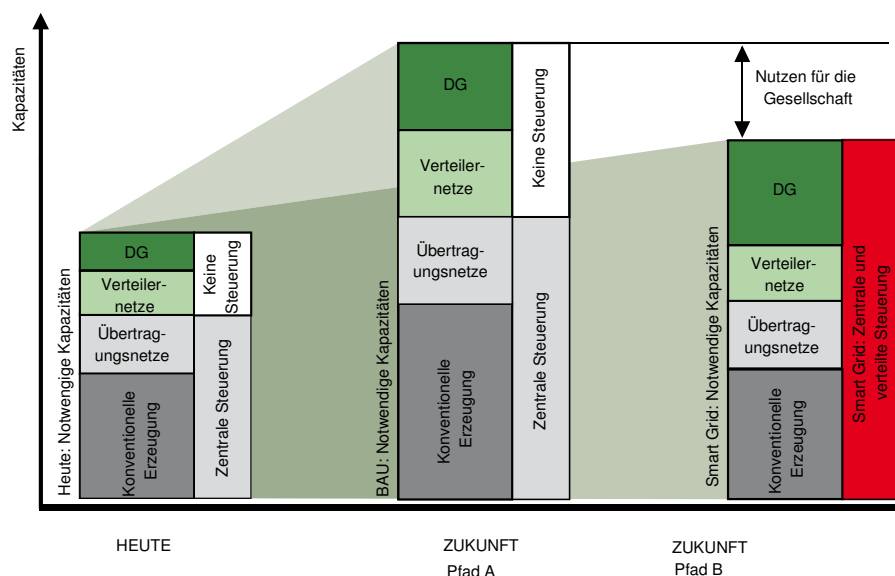 Kapazitäten
Heute: Notwengige Kapazitäten
DG
Verteiler-
netze
Übertrag-
ungsnetze
Konventionelle
Erzeugung
Keine
Steuerung
Zentrale Steuerung
BAU: Notwendige Kapazitäten
DG
Verteiler-
netze
Übertrag-
ungsnetze
Konventionelle
Erzeugung
Keine Steuerung
Zentrale Steuerung
Nutzen für die
Gesellschaft
Smart Grid: Notwendige Kapazitäten
DG
Verteiler-
netze
Übertrag-
ungsnetze
Konventionelle
Erzeugung
Smart Grid: Zentrale und
verteilte Steuerung
HEUTE
ZUKUNFT
Pfad A
ZUKUNFT
Pfad B